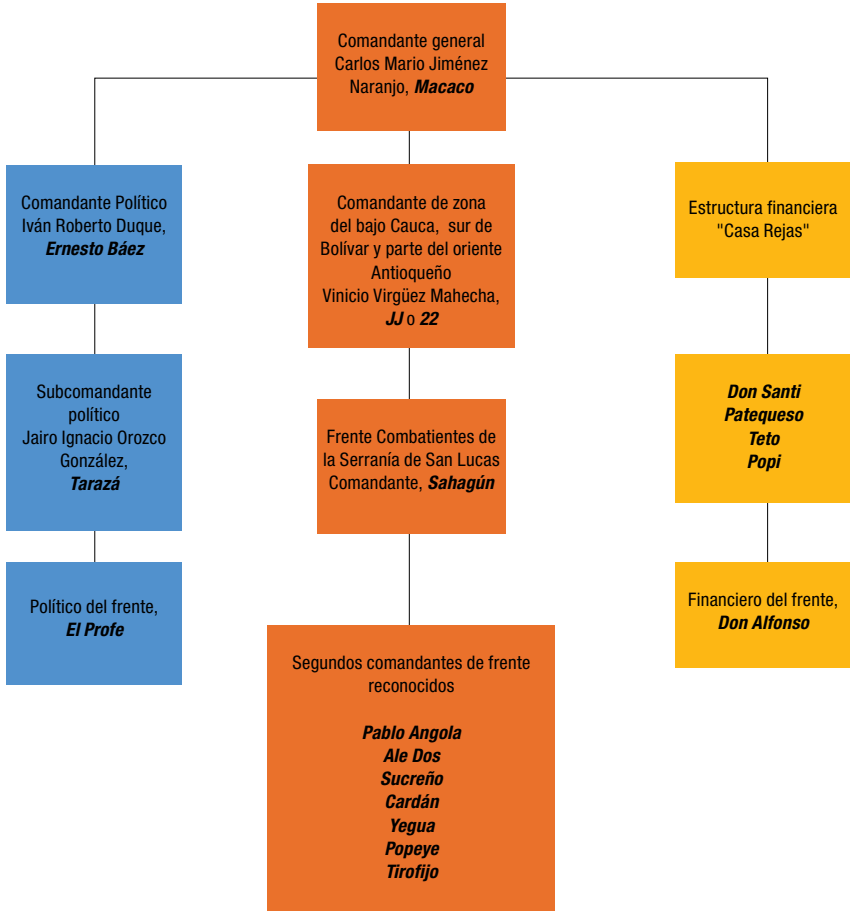 Comandante general
Carlos Mario Jiménez
Naranjo, Macaco
Comandante Político
Iván Roberto Duque,
Ernesto Báez
Subcomandante
político
Jairo Ignacio Orozco
González,
Tarazá
Político del frente,
El Profe
Comandante de zona
del bajo Cauca, sur de
Bolívar y parte del oriente
Antioqueño
Vinicio Virgüez Mahecha,
JJ o 22
Frente Combatientes de
la Serranía de San Lucas
Comandante, Sahagún
Segundos comandantes de frente
reconocidos
Pablo Angola
Ale Dos
Sucreño
Cardán
Yegua
Popeye
Tirofijo
Estructura financiera
"Casa Rejas"
Don Santi
Patequeso
Teto
Popi
Financiero del frente,
Don Alfonso